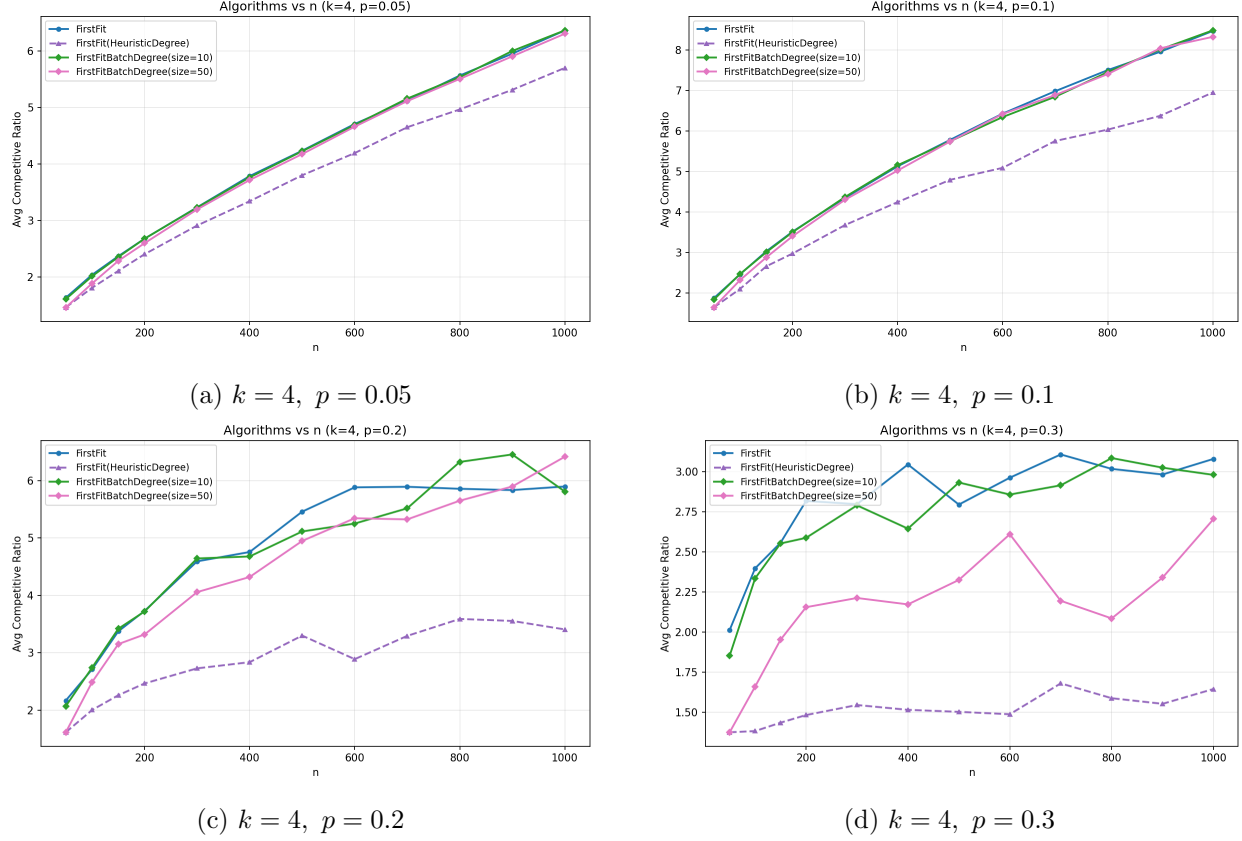 Algorithms vs n (k=4, p=0.05)
FirstFit
FirstFit(HeuristicDegree)
FirstFitBatchDegree(size=10)
FirstFitBatchDegree(size=50)
Avg Competitive Ratio
6
5
4
3
2
200 400 600 800 1000
n
(a) k = 4, p = 0.05
Algorithms vs n (k=4, p=0.1)
FirstFit
FirstFit(HeuristicDegree)
FirstFitBatchDegree(size=10)
FirstFitBatchDegree(size=50)
Avg Competitive Ratio
8
7
6
5
4
3
2
200 400 600 800 1000
n
(b) k = 4, p = 0.1
Algorithms vs n (k=4, p=0.2)
FirstFit
FirstFit(HeuristicDegree)
FirstFitBatchDegree(size=10)
FirstFitBatchDegree(size=50)
Avg Competitive Ratio
6
5
4
3
2
200 400 600 800 1000
n
(c) k = 4, p = 0.2
Algorithms vs n (k=4, p=0.3)
FirstFit
FirstFit(HeuristicDegree)
FirstFitBatchDegree(size=10)
FirstFitBatchDegree(size=50)
Avg Competitive Ratio
3.00
2.75
2.50
2.25
2.00
1.75
1.50
200 400 600 800 1000
n
(d) k = 4, p = 0.3